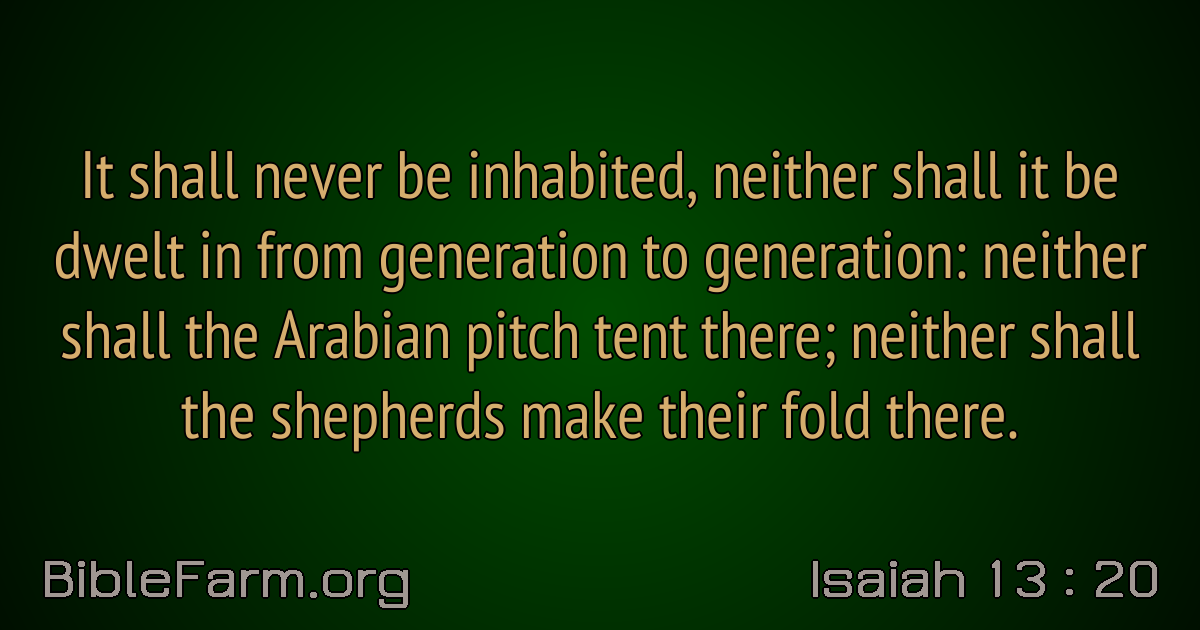 It shall never be inhabited, neither shall it be
dwelt in from generation to generation: neither
shall the Arabian pitch tent there; neither shall
the shepherds make their fold there.
BibleFarm.org
Isaiah 13 : 20